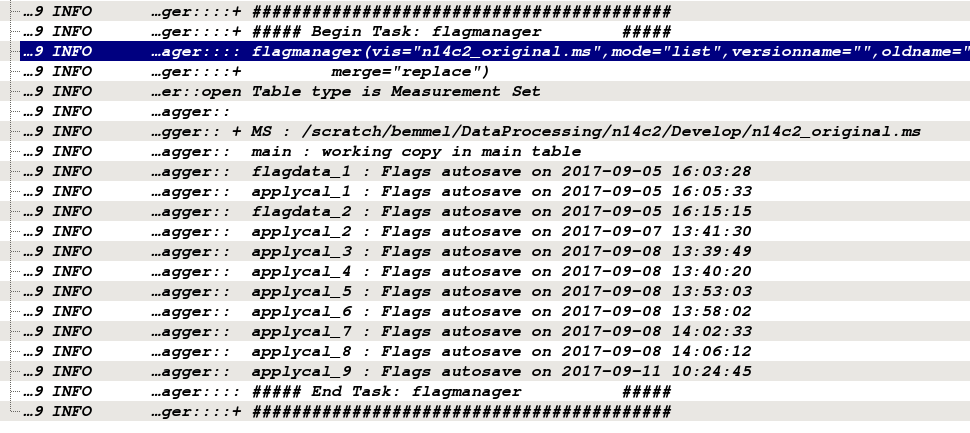 …9 INFO …ger::::+ ##########################################
…9 INFO …ger::::+ ##### Begin Task: flagmanager        #####
…9 INFO …ager:::: flagmanager(vis="n14c2_original.ms",mode="list",versionname="",oldname="
…9 INFO …ger::::+         merge="replace")
…9 INFO …er::open Table type is Measurement Set
…9 INFO …agger::
…9 INFO …gger:: + MS : /scratch/bemmel/DataProcessing/n14c2/Develop/n14c2_original.ms
…9 INFO …agger:: main : working copy in main table
…9 INFO …agger:: flagdata_1 : Flags autosave on 2017-09-05 16:03:28
…9 INFO …agger:: applycal_1 : Flags autosave on 2017-09-05 16:05:33
…9 INFO …agger:: flagdata_2 : Flags autosave on 2017-09-05 16:15:15
…9 INFO …agger:: applycal_2 : Flags autosave on 2017-09-07 13:41:30
…9 INFO …agger:: applycal_3 : Flags autosave on 2017-09-08 13:39:49
…9 INFO …agger:: applycal_4 : Flags autosave on 2017-09-08 13:40:20
…9 INFO …agger:: applycal_5 : Flags autosave on 2017-09-08 13:53:03
…9 INFO …agger:: applycal_6 : Flags autosave on 2017-09-08 13:58:02
…9 INFO …agger:: applycal_7 : Flags autosave on 2017-09-08 14:02:33
…9 INFO …agger:: applycal_8 : Flags autosave on 2017-09-08 14:06:12
…9 INFO …agger:: applycal_9 : Flags autosave on 2017-09-11 10:24:45
…9 INFO …ager:::: ##### End Task: flagmanager          #####
…9 INFO …ger::::+ ##########################################